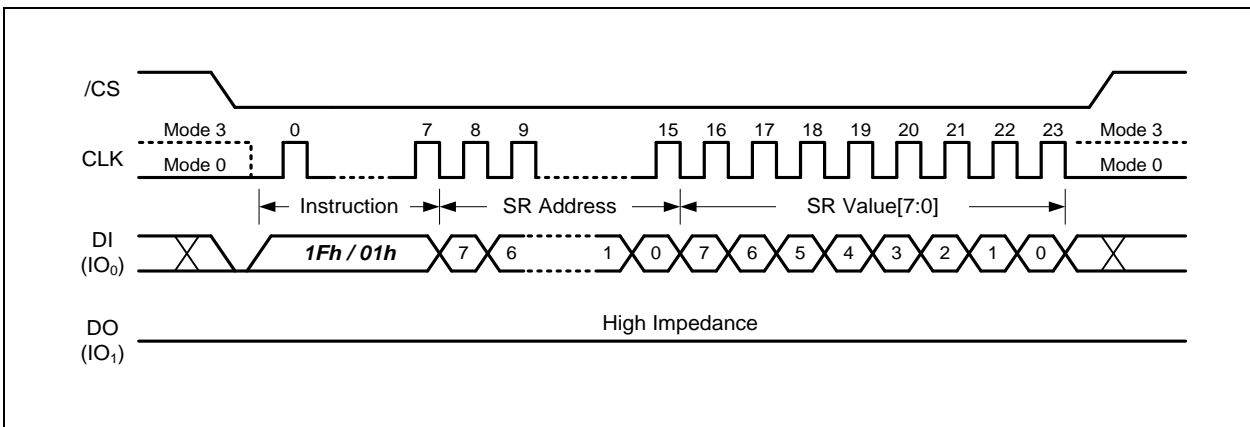 /CS
Mode 3 0 7 8 9 15 16 17 18 19 20 21 22 23 Mode 3
CLK Mode 0 Mode 0
Instruction SR Address SR Value[7:0]
DI 1Fh / 01h 7 6 1 0 7 6 5 4 3 2 1 0
(IO₀)
High Impedance
DO
(IO₁)